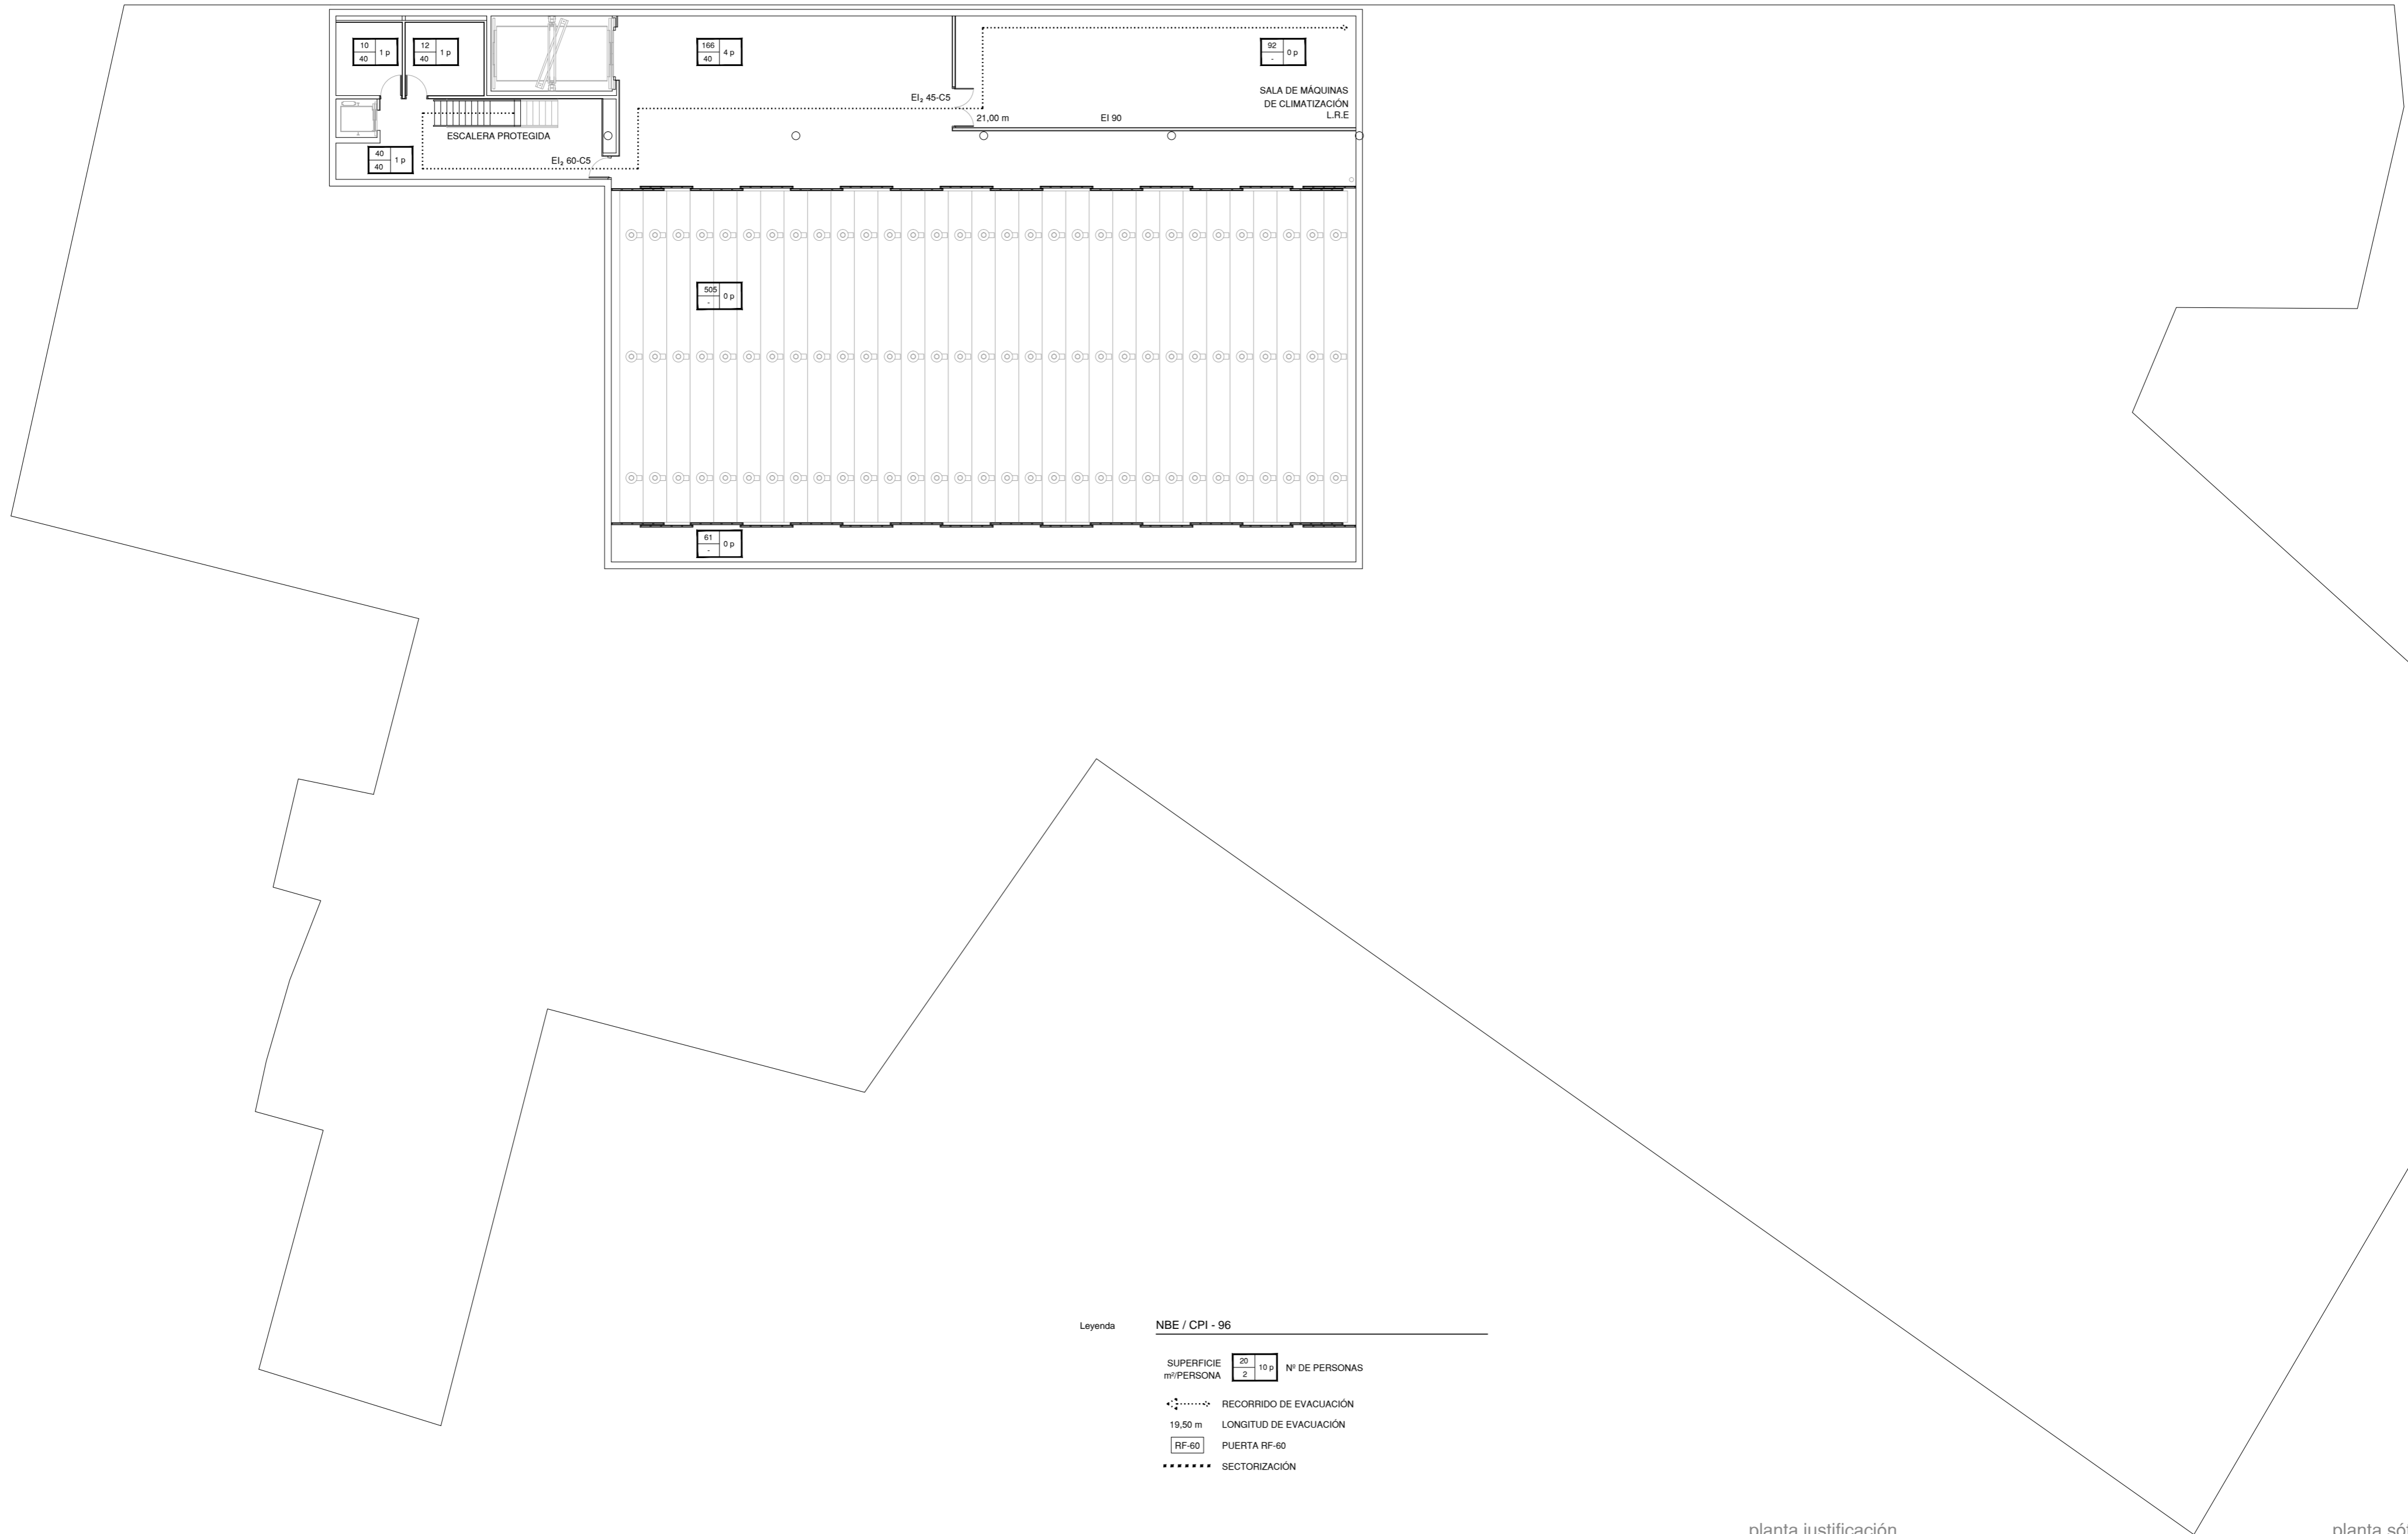 10
40
1 p
12
40
1 p
166
40
4 p
92
-
0 p
SALA DE MÁQUINAS
DE CLIMATIZACIÓN
L.R.E
EI₂ 45-C5
21,00 m
EI 90
ESCALERA PROTEGIDA
40
40
1 p
EI₂ 60-C5
505
-
0 p
61
-
0 p
Leyenda
NBE / CPI - 96
SUPERFICIE
m²/PERSONA
20
2
10 p
Nº DE PERSONAS
RECORRIDO DE EVACUACIÓN
19,50 m
LONGITUD DE EVACUACIÓN
RF-60
PUERTA RF-60
SECTORIZACIÓN
planta justificación
planta